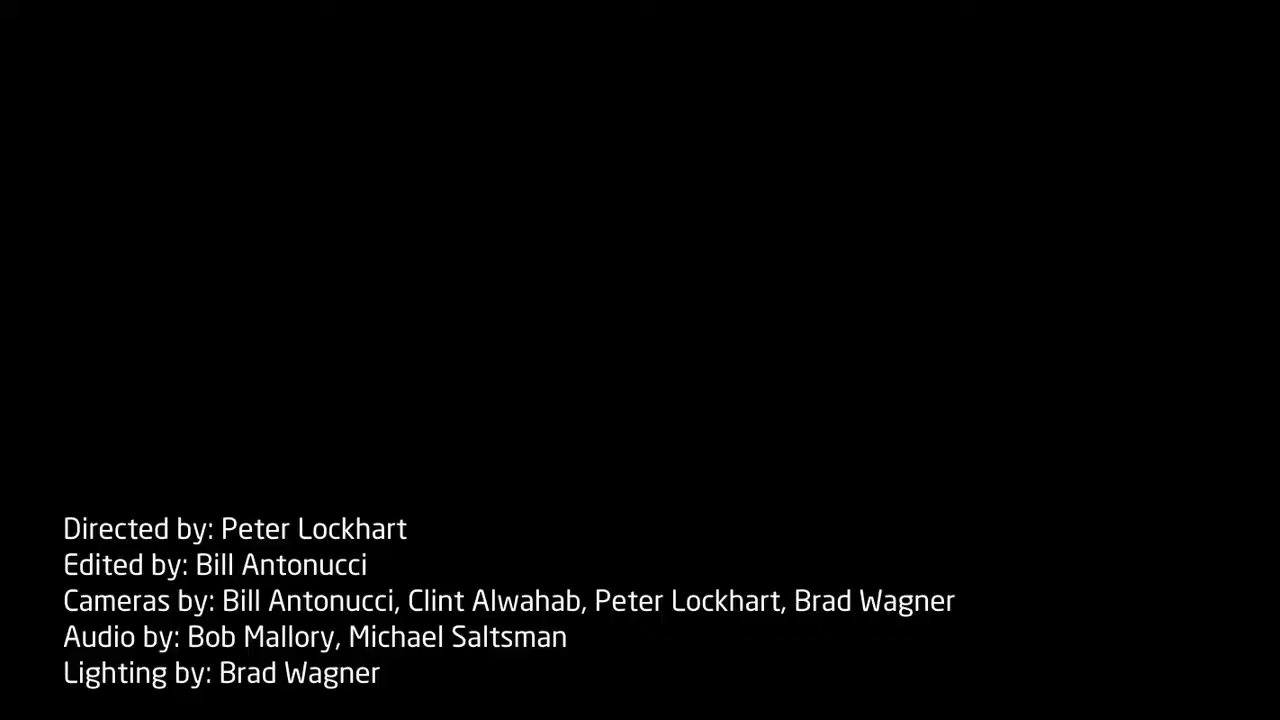 Directed by: Peter Lockhart
Edited by: Bill Antonucci
Cameras by: Bill Antonucci, Clint Alwahab, Peter Lockhart, Brad Wagner
Audio by: Bob Mallory, Michael Saltsman
Lighting by: Brad Wagner